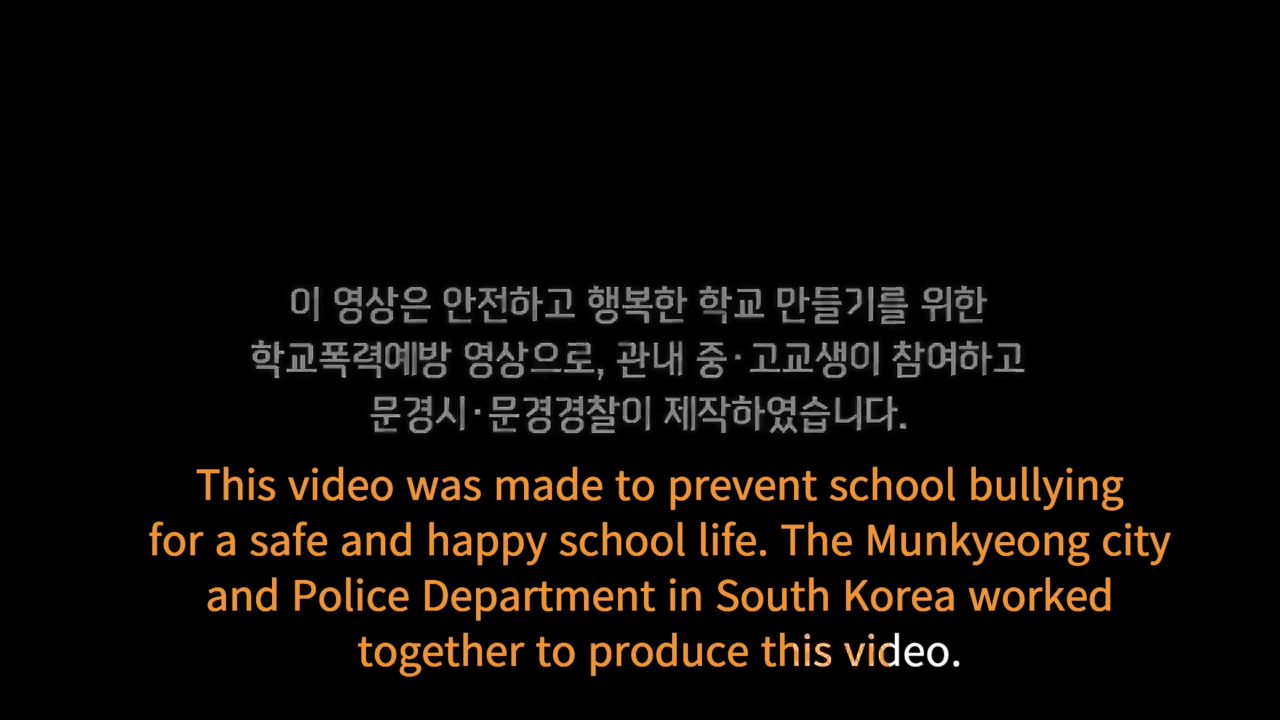 이 영상은 안전하고 행복한 학교 만들기를 위한
학교폭력예방 영상으로, 관내 중·고교생이 참여하고
문경시·문경경찰이 제작하였습니다.
This video was made to prevent school bullying
for a safe and happy school life. The Munkyeong city
and Police Department in South Korea worked
together to produce this video.